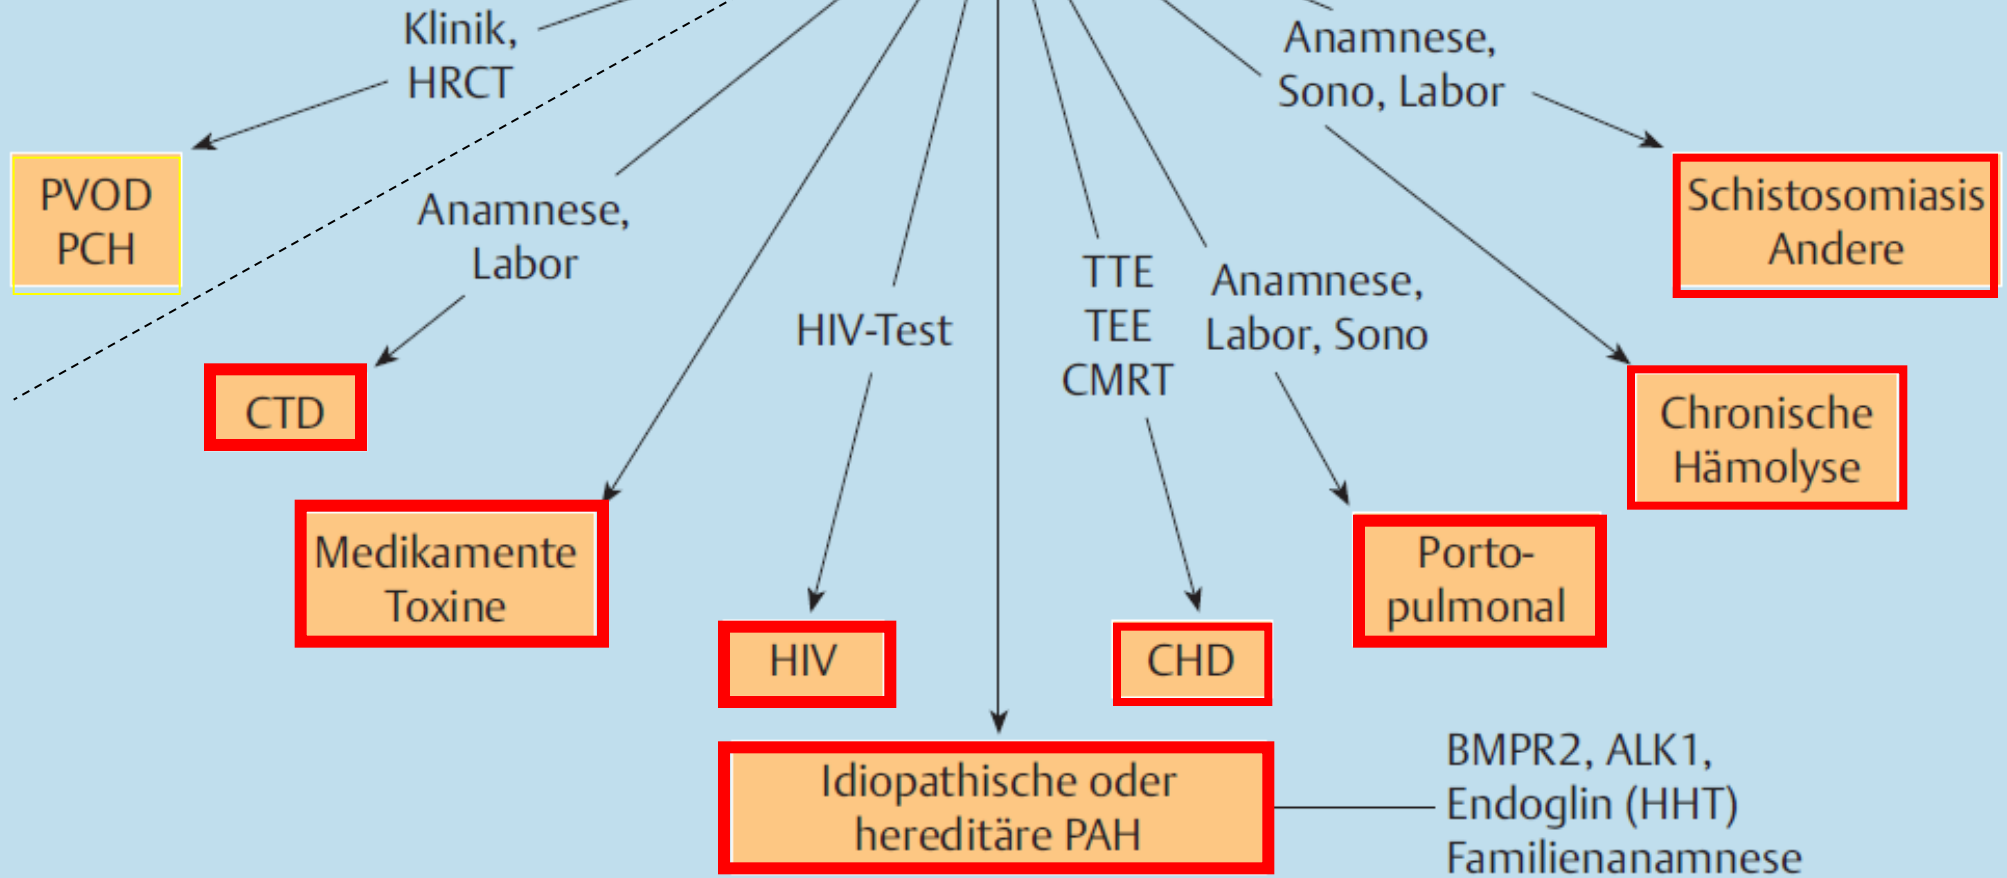 Klinik,
HRCT
Anamnese,
Sono, Labor
PVOD
PCH
Anamnese,
Labor
Schistosomiasis
Andere
HIV-Test
TTE
TEE
CMRT
Anamnese,
Labor, Sono
CTD
Chronische
Hämolyse
Medikamente
Toxine
Porto-
pulmonal
HIV
CHD
Idiopathische oder
hereditäre PAH
BMPR2, ALK1,
Endoglin (HHT)
Familienanamnese